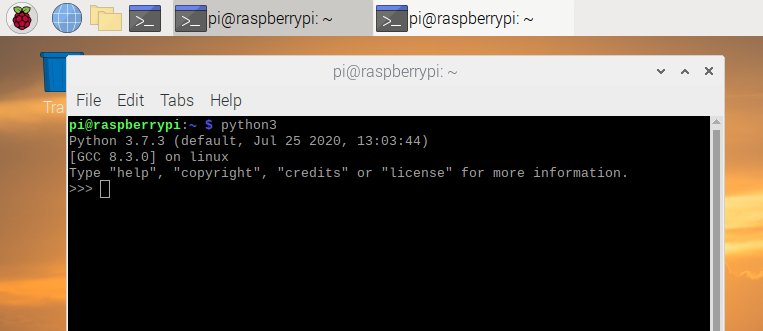 pi@raspberrypi: ~ pi@raspberrypi: ~
pi@raspberrypi: ~
File Edit Tabs Help
pi@raspberrypi:~ $ python3
Python 3.7.3 (default, Jul 25 2020, 13:03:44)
[GCC 8.3.0] on linux
Type "help", "copyright", "credits" or "license" for more information.
>>>
Tra